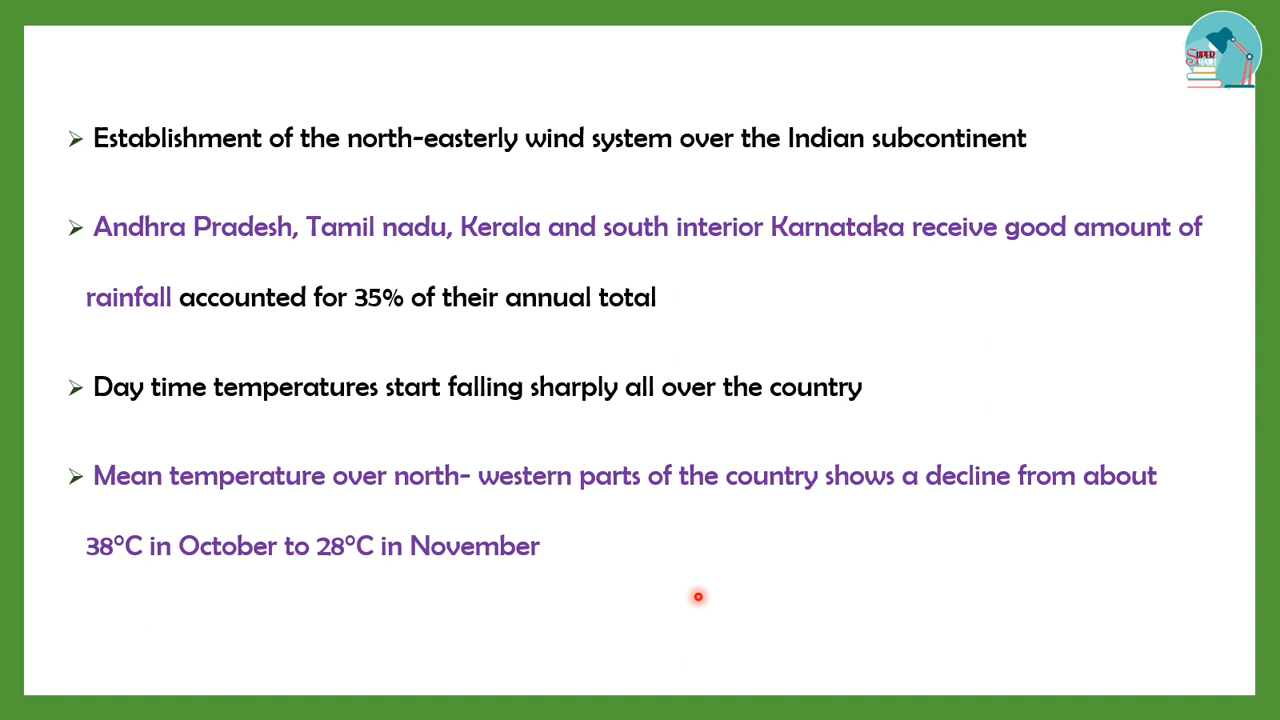 SUPER
SMART
➢ Establishment of the north-easterly wind system over the Indian subcontinent
➢ Andhra Pradesh, Tamil nadu, Kerala and south interior Karnataka receive good amount of
rainfall accounted for 35% of their annual total
➢ Day time temperatures start falling sharply all over the country
➢ Mean temperature over north- western parts of the country shows a decline from about
38°C in October to 28°C in November